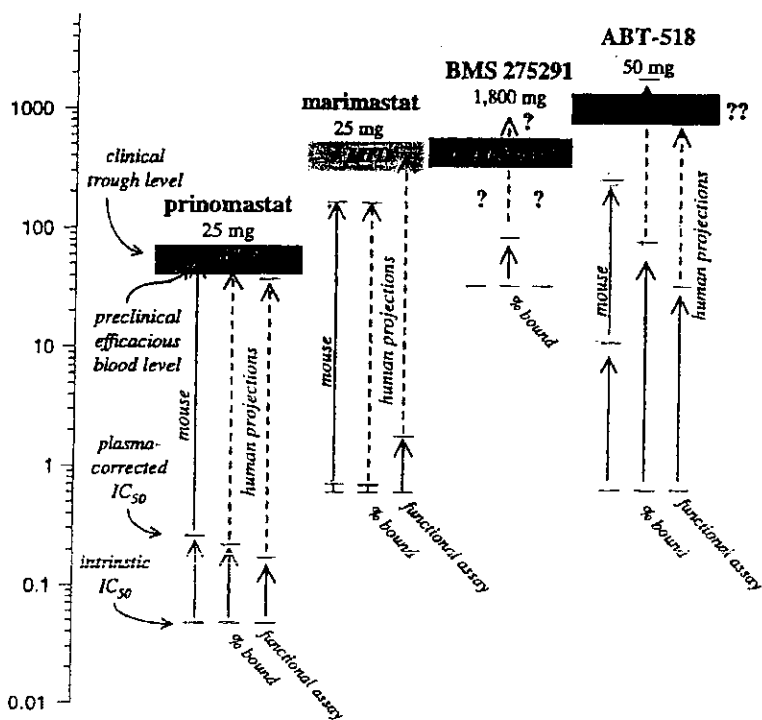 ABT-518
50 mg
BMS 275291
1,800 mg
marimastat
25 mg
prinomastat
25 mg
1000
100
10
1
0.1
0.01
clinical
trough level
preclinical
efficacious
blood level
plasma-
corrected
IC50
intrinstic
IC50
mouse
human projections
% bound
functional assay
mouse
human projections
% bound
functional assay
?
? ?
% bound
??
mouse
human projections
% bound
functional assay